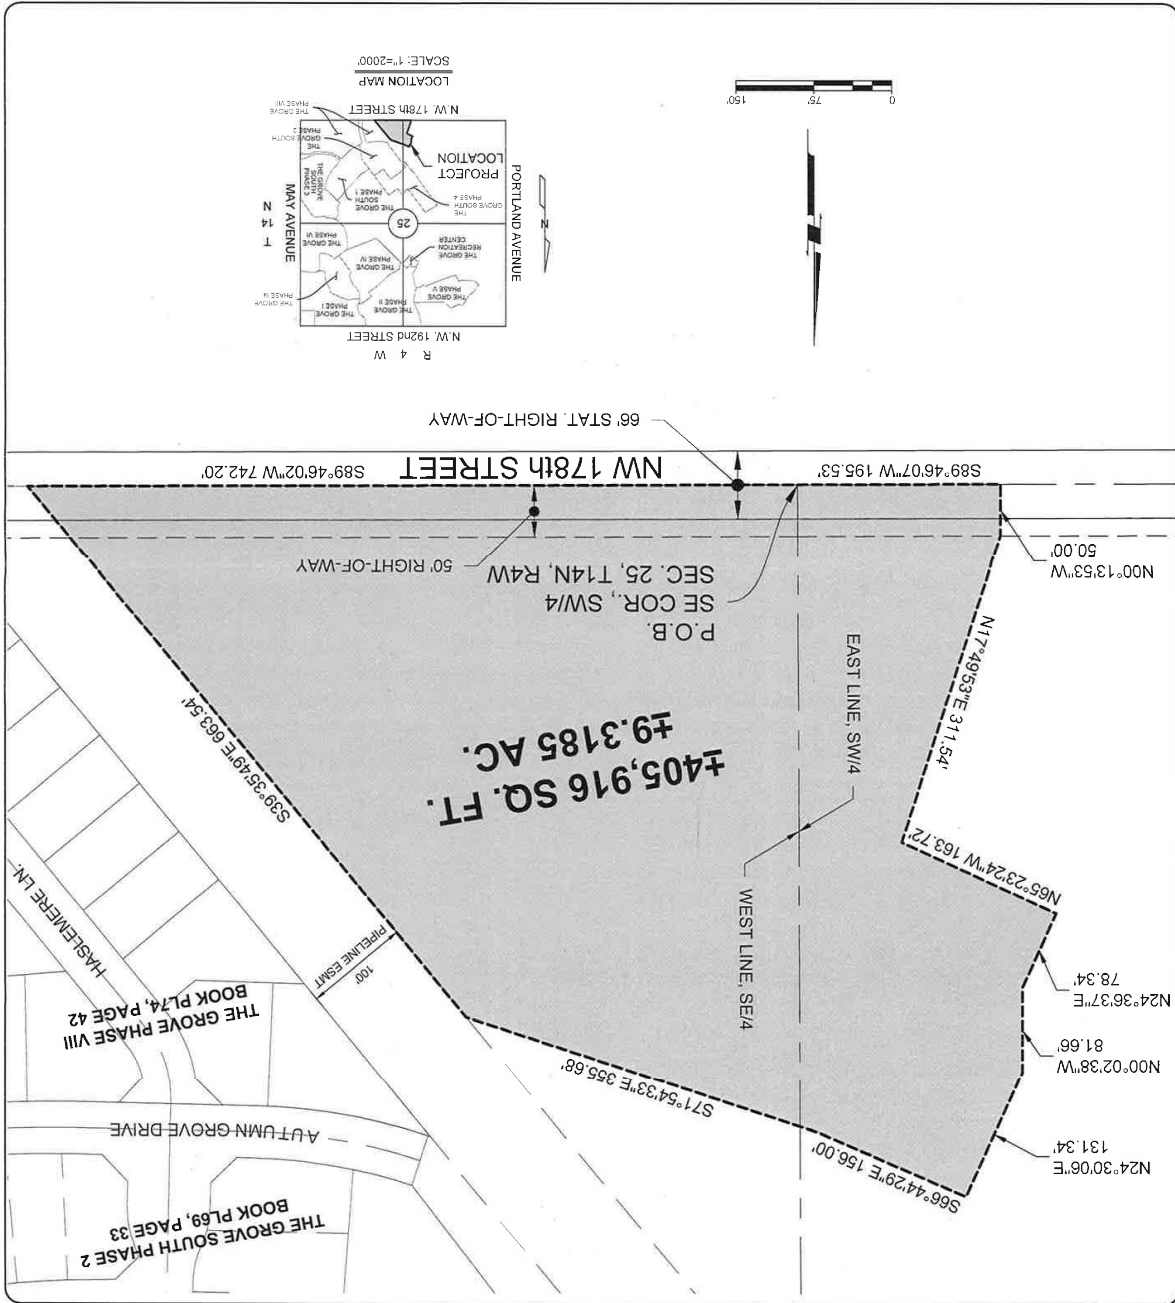 THE GROVE SOUTH PHASE 2
BOOK PL69, PAGE 33
S66°44'29"E 156.00'
N24°30'06"E
131.34'
AUTUMN GROVE DRIVE
S71°54'33"E 355.68'
N00°02'38"W
81.66'
THE GROVE PHASE VIII
BOOK PL74, PAGE 42
N24°36'37"E
78.34'
100'
PIPELINE ESMT
HASLEMERE LN.
WEST LINE, SE/4
N65°23'24"W 163.72'
±405,916 SQ. FT.
±9.3185 AC.
S39°35'49"E 663.54'
EAST LINE, SW/4
N17°49'53"E 311.54'
P.O.B.
SE COR., SW/4
SEC. 25, T14N, R4W
50' RIGHT-OF-WAY
N00°13'53"W
50.00'
S89°46'07"W 195.53'
NW 178th STREET
S89°46'02"W 742.20'
66' STAT. RIGHT-OF-WAY
R 4 W
N.W. 192nd STREET
THE GROVE
PHASE V
THE GROVE
PHASE II
THE GROVE
PHASE I
THE GROVE
PHASE IV
THE GROVE
PHASE IV
THE GROVE
RECREATION
CENTER
THE GROVE
PHASE VI
PORTLAND AVENUE
N
25
MAY AVENUE
T
14
N
THE
GROVE SOUTH
PHASE 4
THE GROVE
SOUTH
PHASE 1
THE GROVE
SOUTH
PHASE 3
PROJECT
LOCATION
THE
GROVE SOUTH
PHASE 2
THE GROVE
PHASE VIII
N.W. 178th STREET
LOCATION MAP
SCALE: 1"=2000'
0
75'
150'